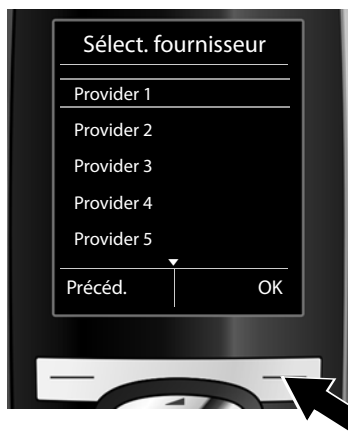 Sélect. fournisseur
Provider 1
Provider 2
Provider 3
Provider 4
Provider 5
Précéd. OK